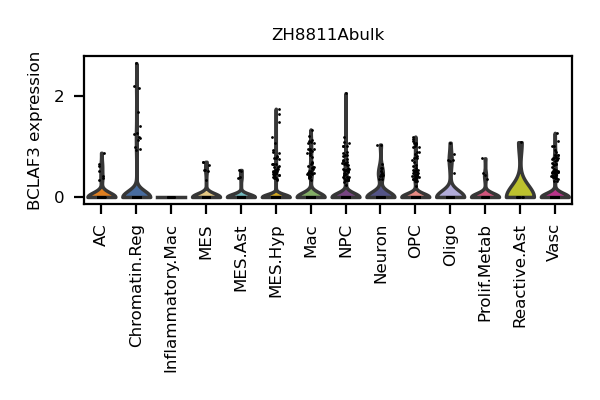 ZH8811Abulk
BCLAF3 expression
2
0
AC
Chromatin.Reg
Inflammatory.Mac
MES
MES.Ast
MES.Hyp
Mac
NPC
Neuron
OPC
Oligo
Prolif.Metab
Reactive.Ast
Vasc